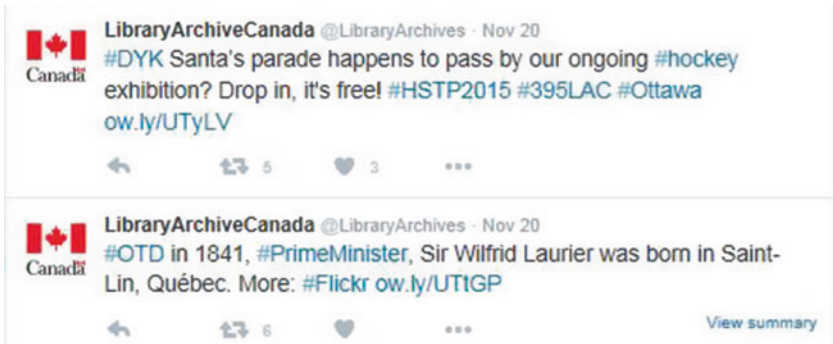 LibraryArchiveCanada @LibraryArchives · Nov 20
#DYK Santa's parade happens to pass by our ongoing #hockey
exhibition? Drop in, it's free! #HSTP2015 #395LAC #Ottawa
ow.ly/UTyLV
Canada
5 3
LibraryArchiveCanada @LibraryArchives · Nov 20
#OTD in 1841, #PrimeMinister, Sir Wilfrid Laurier was born in Saint-
Lin, Québec. More: #Flickr ow.ly/UTtGP
Canada
6
View summary